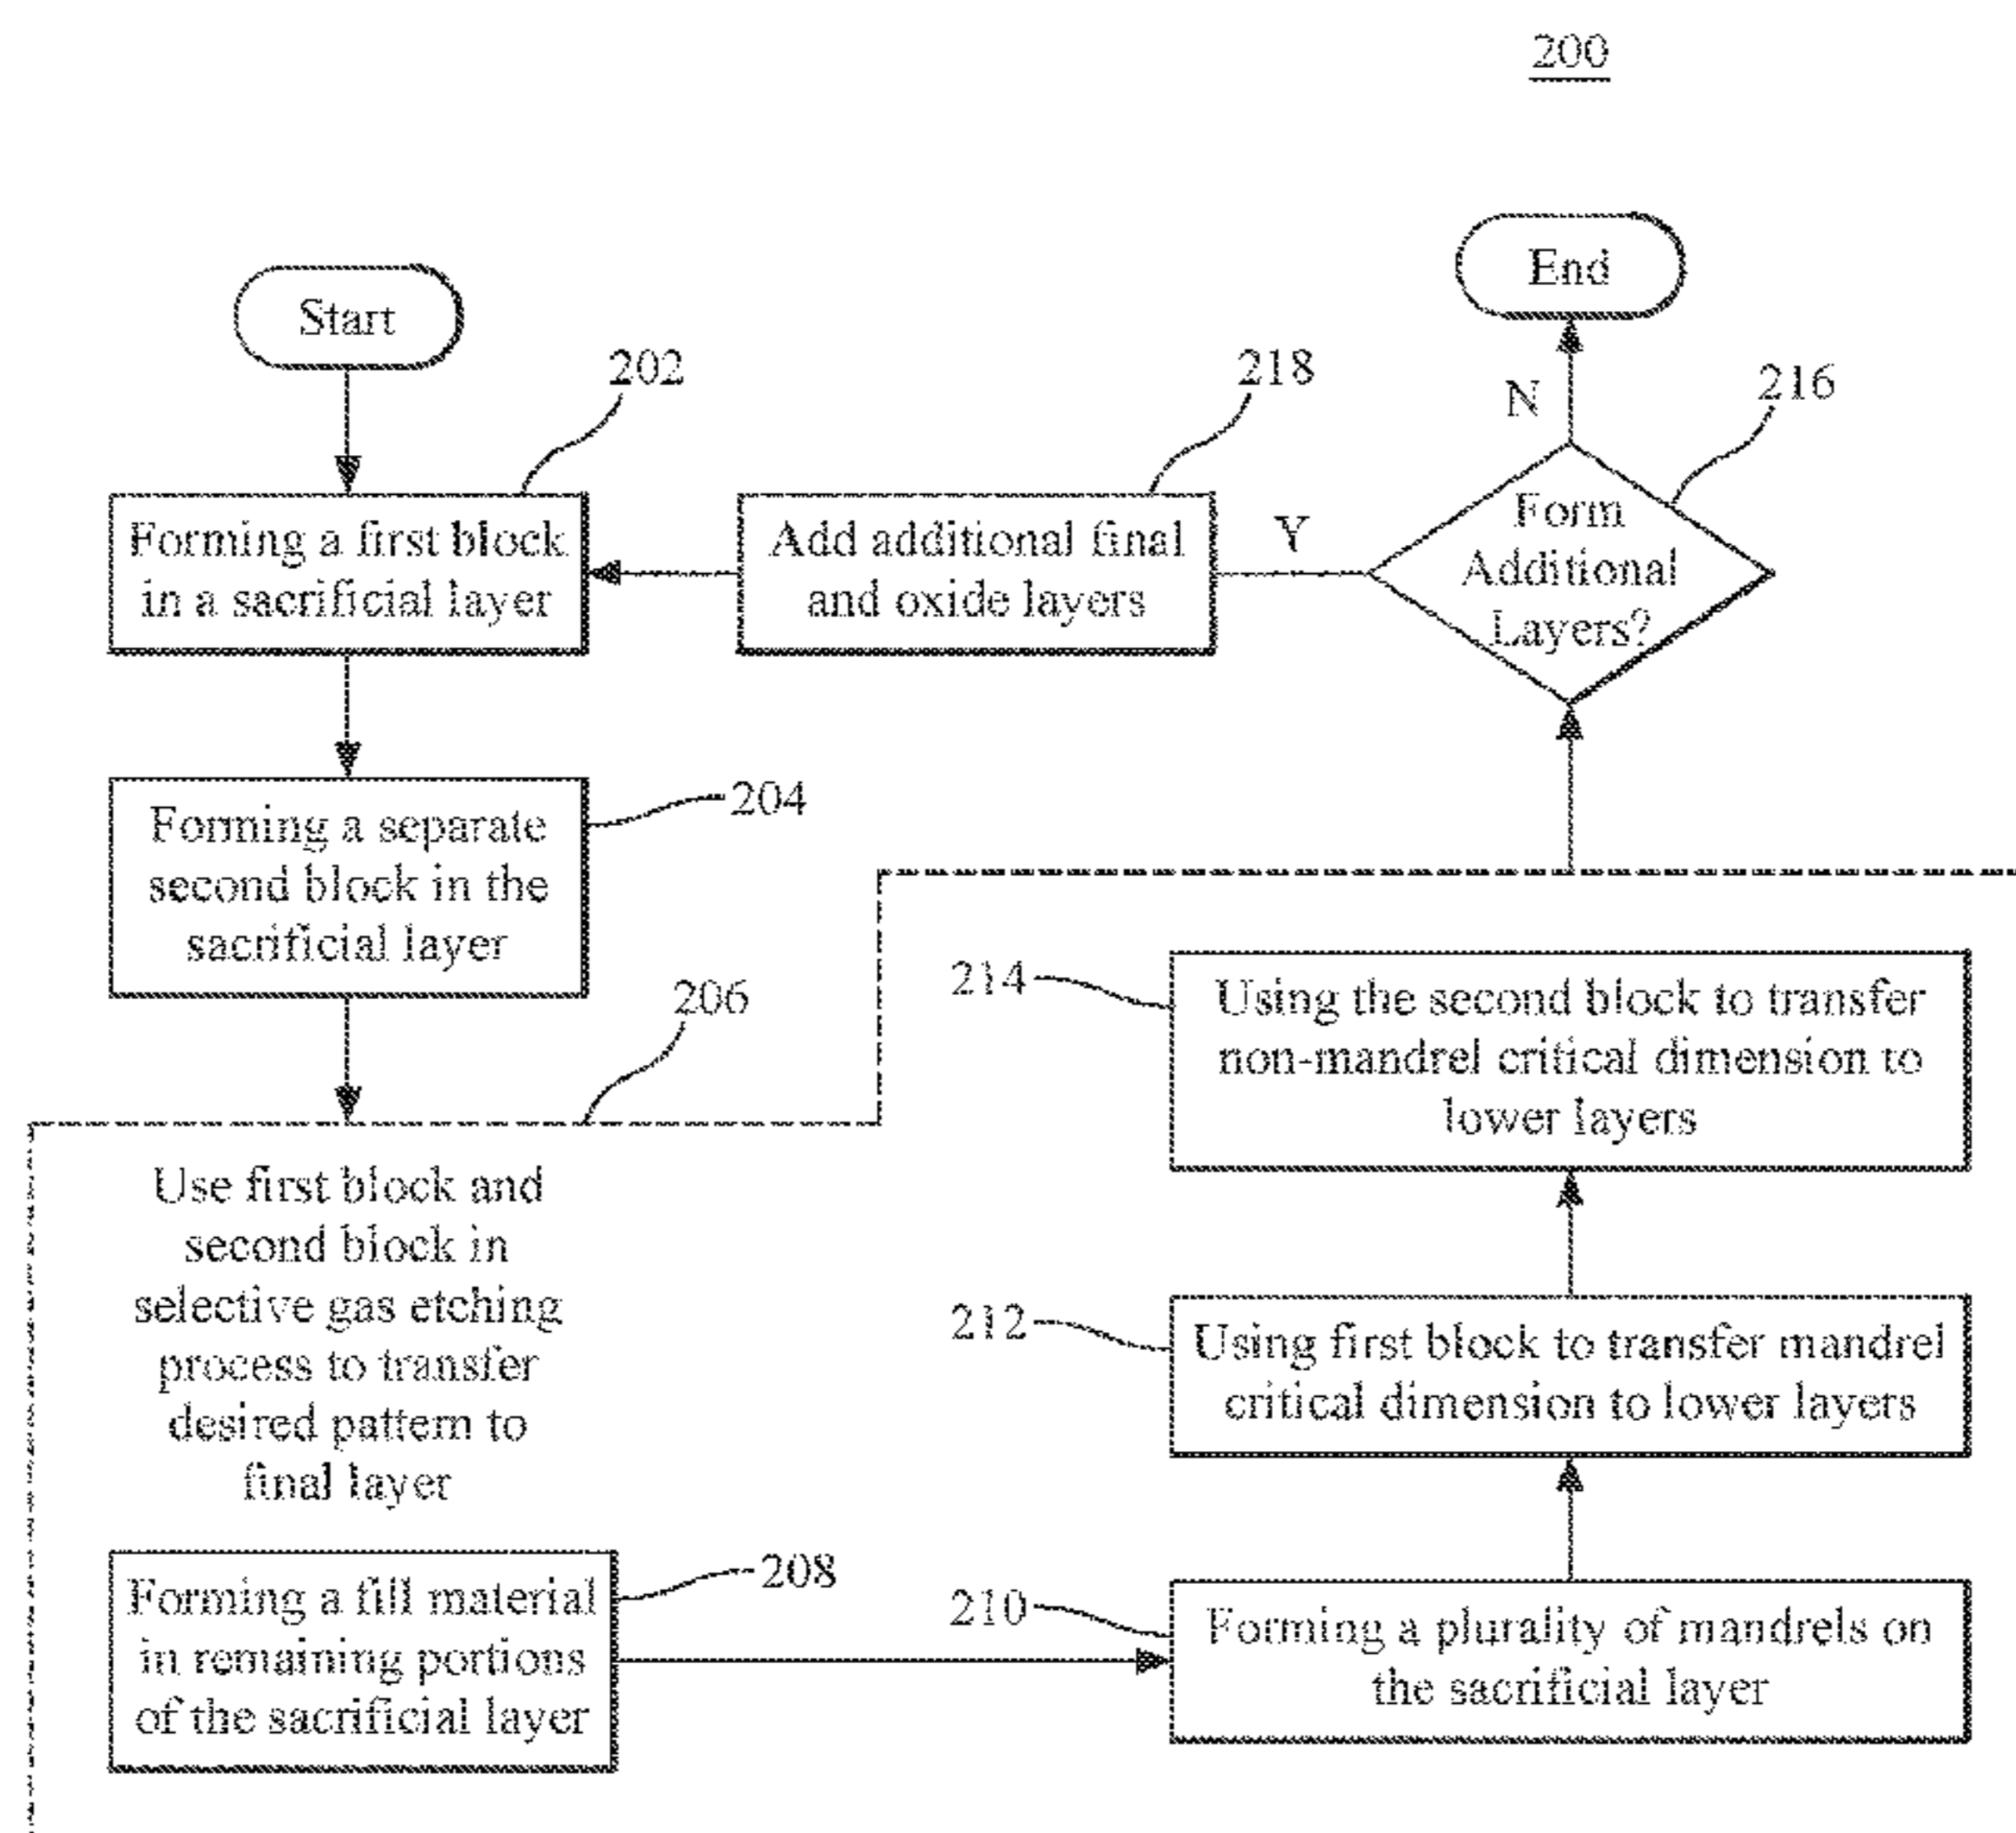 200
Start
202
Forming a first block
in a sacrificial layer
218
Add additional final
and oxide layers
Y
End
N
216
Form
Additional
Layers?
204
Forming a separate
second block in the
sacrificial layer
206
Use first block and
second block in
selective gas etching
process to transfer
desired pattern to
final layer
208
Forming a fill material
in remaining portions
of the sacrificial layer
214
Using the second block to transfer
non-mandrel critical dimension to
lower layers
212
Using first block to transfer mandrel
critical dimension to lower layers
210
Forming a plurality of mandrels on
the sacrificial layer